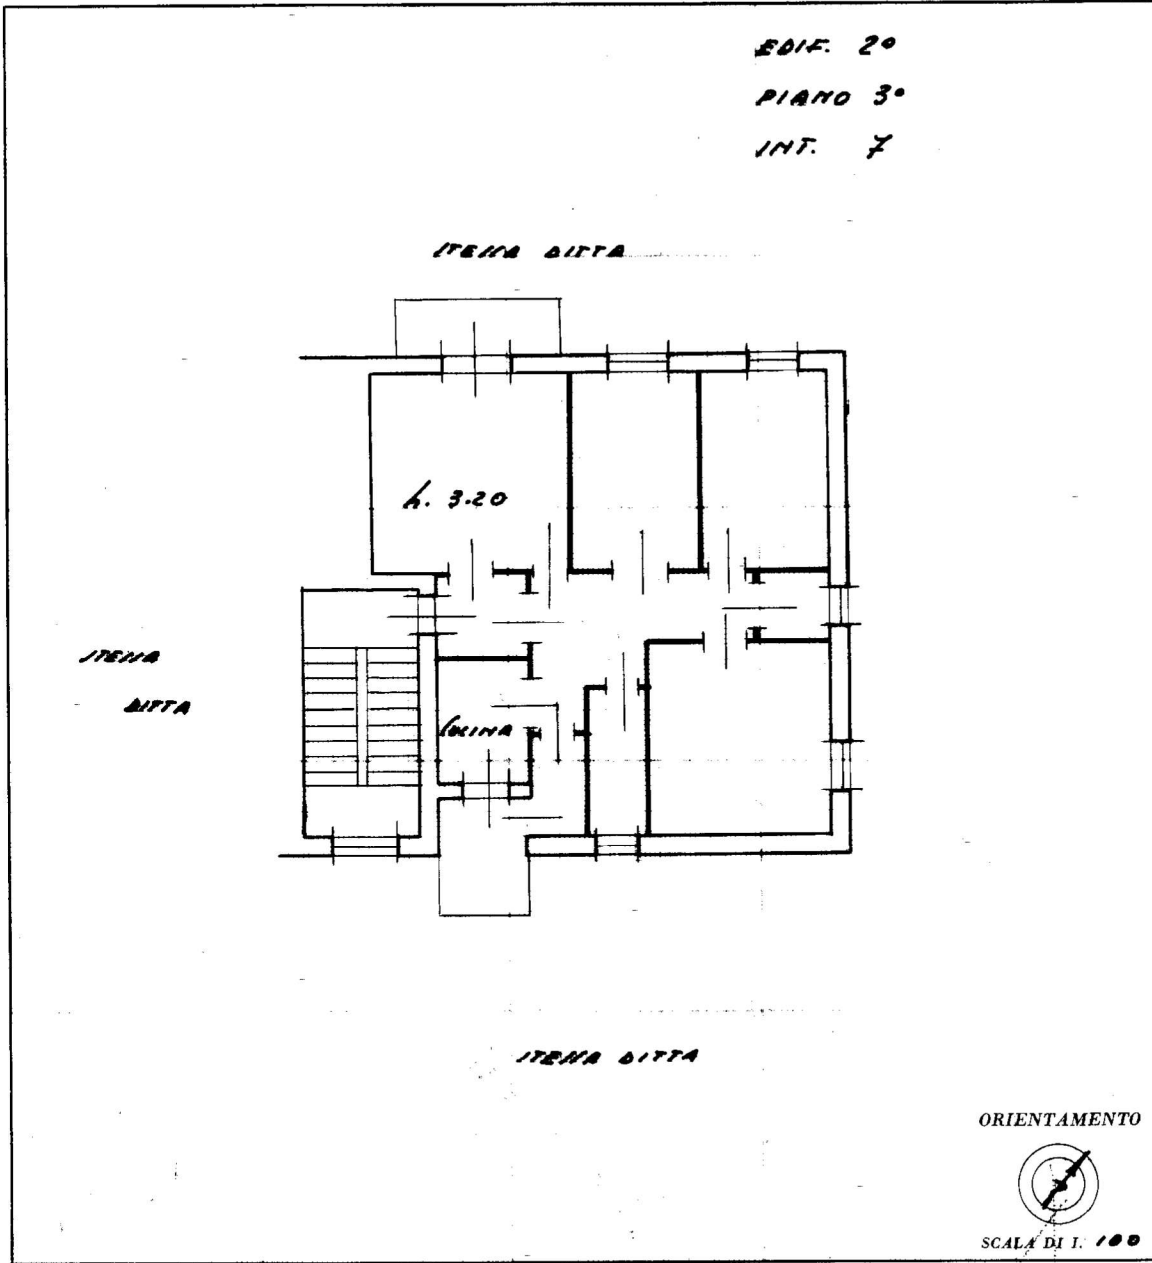 EDIF. 2°
PIANO 3°
INT. 7
STESSA DITTA
h. 3.20
STESSA
DITTA
CUCINA
STESSA DITTA
ORIENTAMENTO
SCALA DI 1: 100